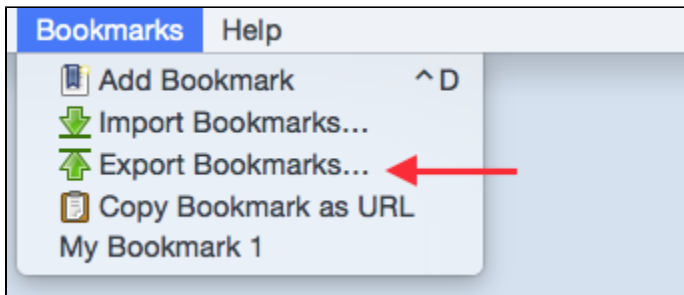 Bookmarks Help
Add Bookmark ^D
Import Bookmarks...
Export Bookmarks...
Copy Bookmark as URL
My Bookmark 1